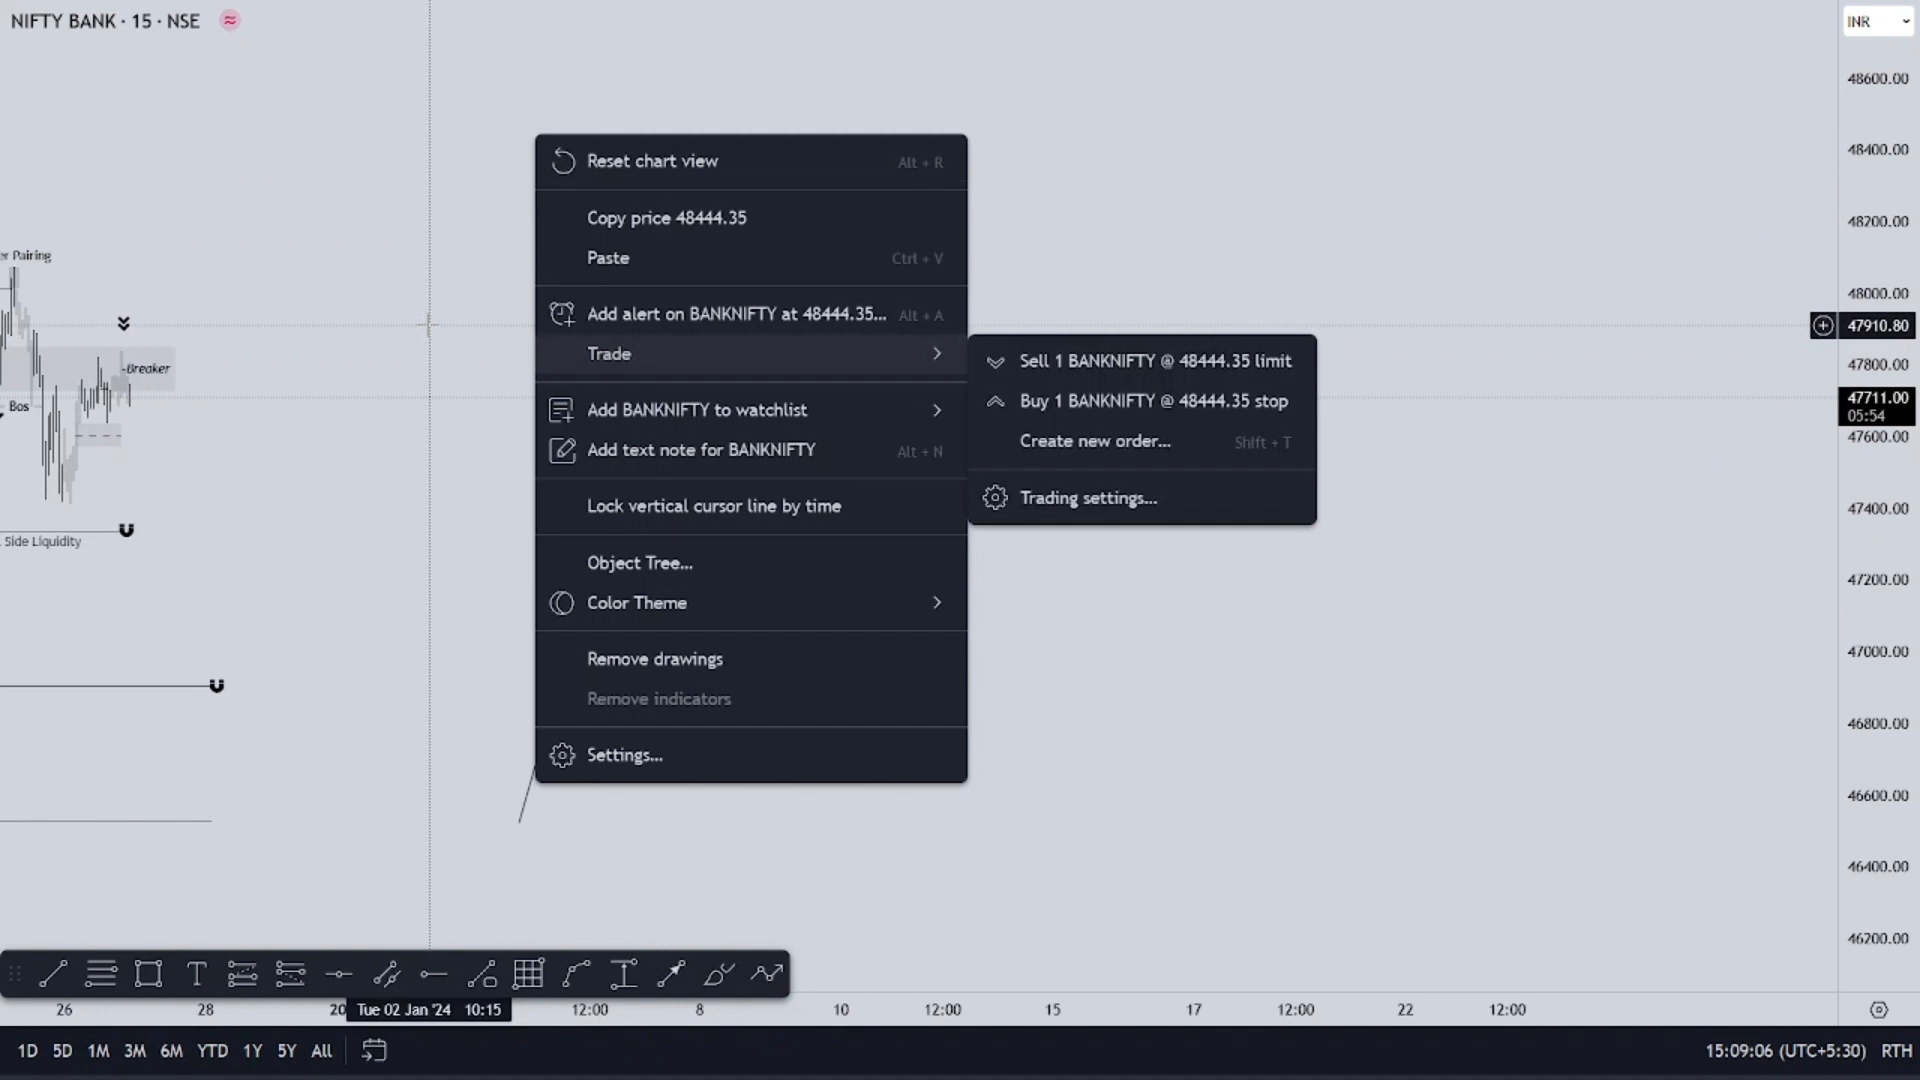 NIFTY BANK · 15 · NSE
INR
48600.00
48400.00
48200.00
48000.00
47910.80
47800.00
47711.00
05:54
47600.00
47400.00
47200.00
47000.00
46800.00
46600.00
46400.00
46200.00
er Pairing
-Breaker
Bos
Side Liquidity
Reset chart view Alt + R
Copy price 48444.35
Paste Ctrl + V
Add alert on BANKNIFTY at 48444.35... Alt + A
Trade
Add BANKNIFTY to watchlist
Add text note for BANKNIFTY Alt + N
Lock vertical cursor line by time
Object Tree...
Color Theme
Remove drawings
Remove indicators
Settings...
Sell 1 BANKNIFTY @ 48444.35 limit
Buy 1 BANKNIFTY @ 48444.35 stop
Create new order... Shift + T
Trading settings...
26 28 20 Tue 02 Jan '24 10:15 12:00 8 10 12:00 15 17 12:00 22 12:00
1D 5D 1M 3M 6M YTD 1Y 5Y All
15:09:06 (UTC+5:30) RTH